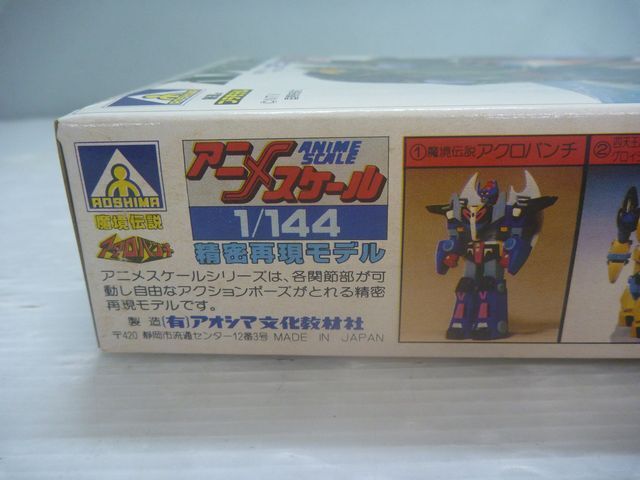 AOSHIMA
魔境伝説
アクロバンチ
アニメスケール
ANIME
SCALE
1/144
精密再現モデル
アニメスケールシリーズは、各関節部が可
動し自由なアクションポーズがとれる精密
再現モデルです。
製造(有)アオシマ文化教材社
〒420 静岡市流通センター12番3号 MADE IN JAPAN
①魔境伝説アクロバンチ
②四天王